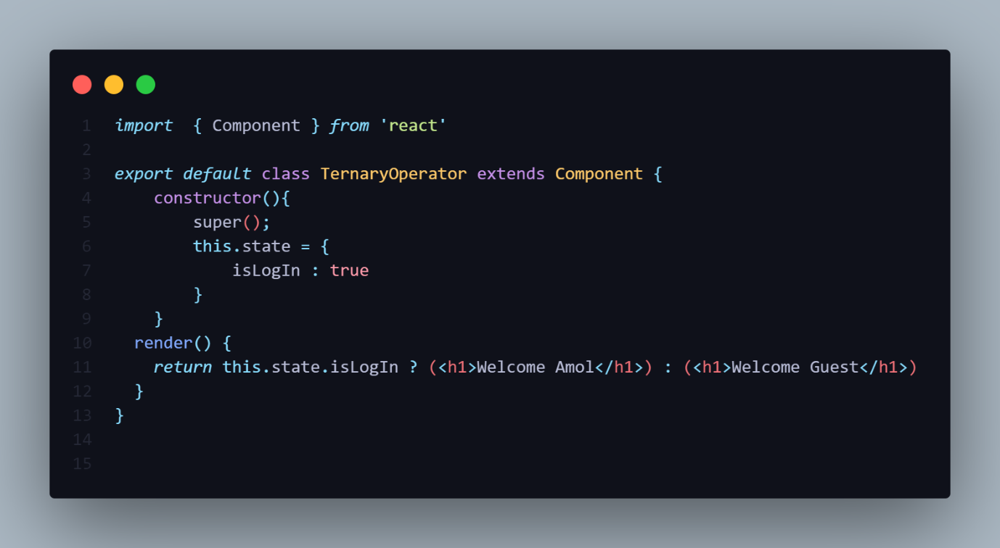 1 import  { Component } from 'react'
2
3 export default class TernaryOperator extends Component {
4     constructor(){
5         super();
6         this.state = {
7             isLogIn : true
8         }
9     }
10   render() {
11     return this.state.isLogIn ? (<h1>Welcome Amol</h1>) : (<h1>Welcome Guest</h1>)
12   }
13 }
14
15